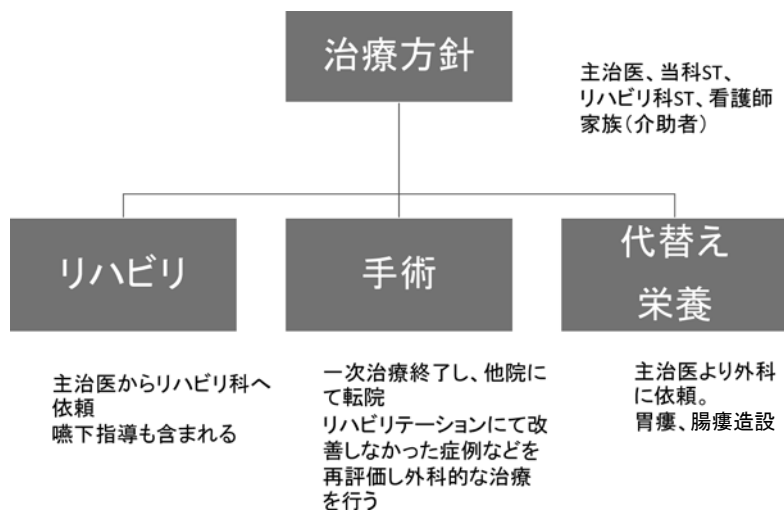 治療方針
主治医、当科ST、
リハビリ科ST、看護師
家族（介助者）
リハビリ
手術
代替え
栄養
主治医からリハビリ科へ
依頼
嚥下指導も含まれる
一次治療終了し、他院に
て転院
リハビリテーションにて改
善しなかった症例などを
再評価し外科的な治療
を行う
主治医より外科
に依頼。
胃瘻、腸瘻造設